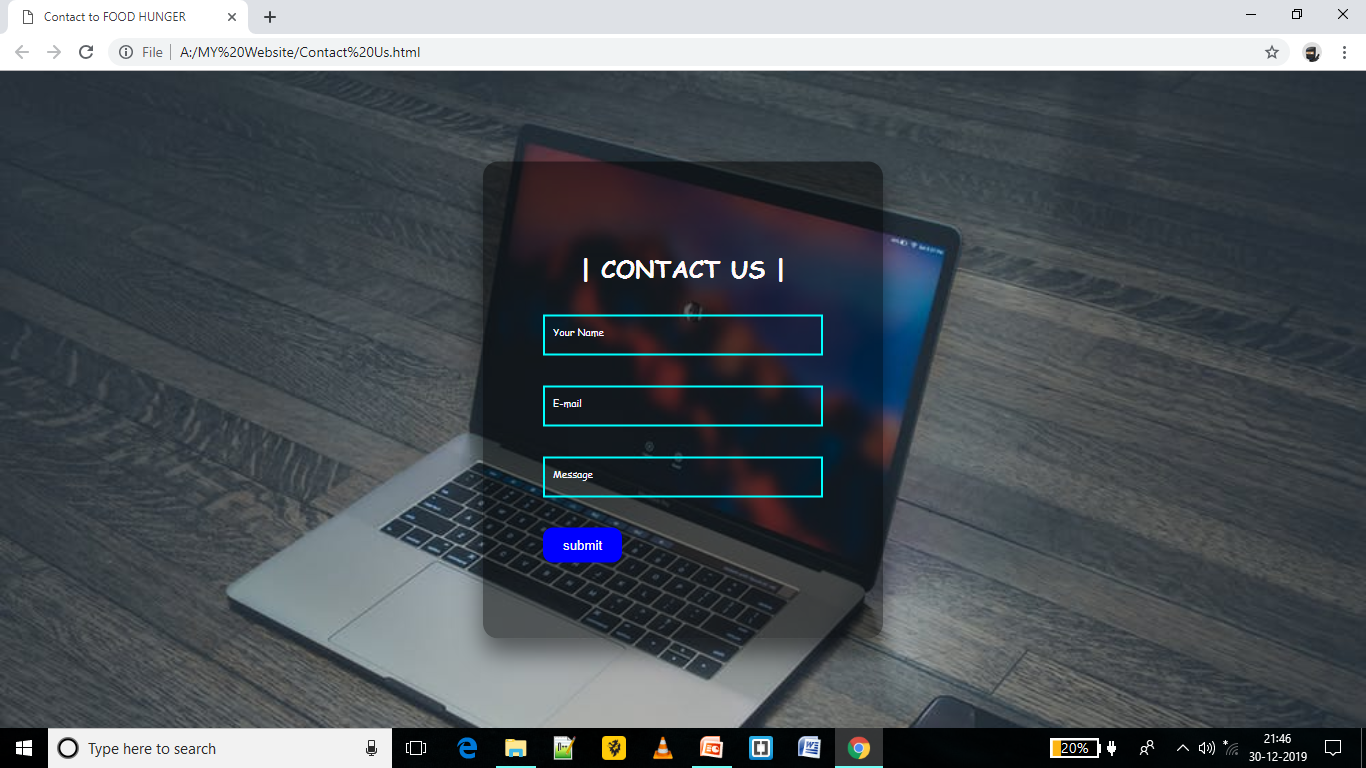 Contact to FOOD HUNGER
File
A:/MY%20Website/Contact%20Us.html
| CONTACT US |
Your Name
E-mail
Message
submit
Type here to search
20%
21:46
30-12-2019